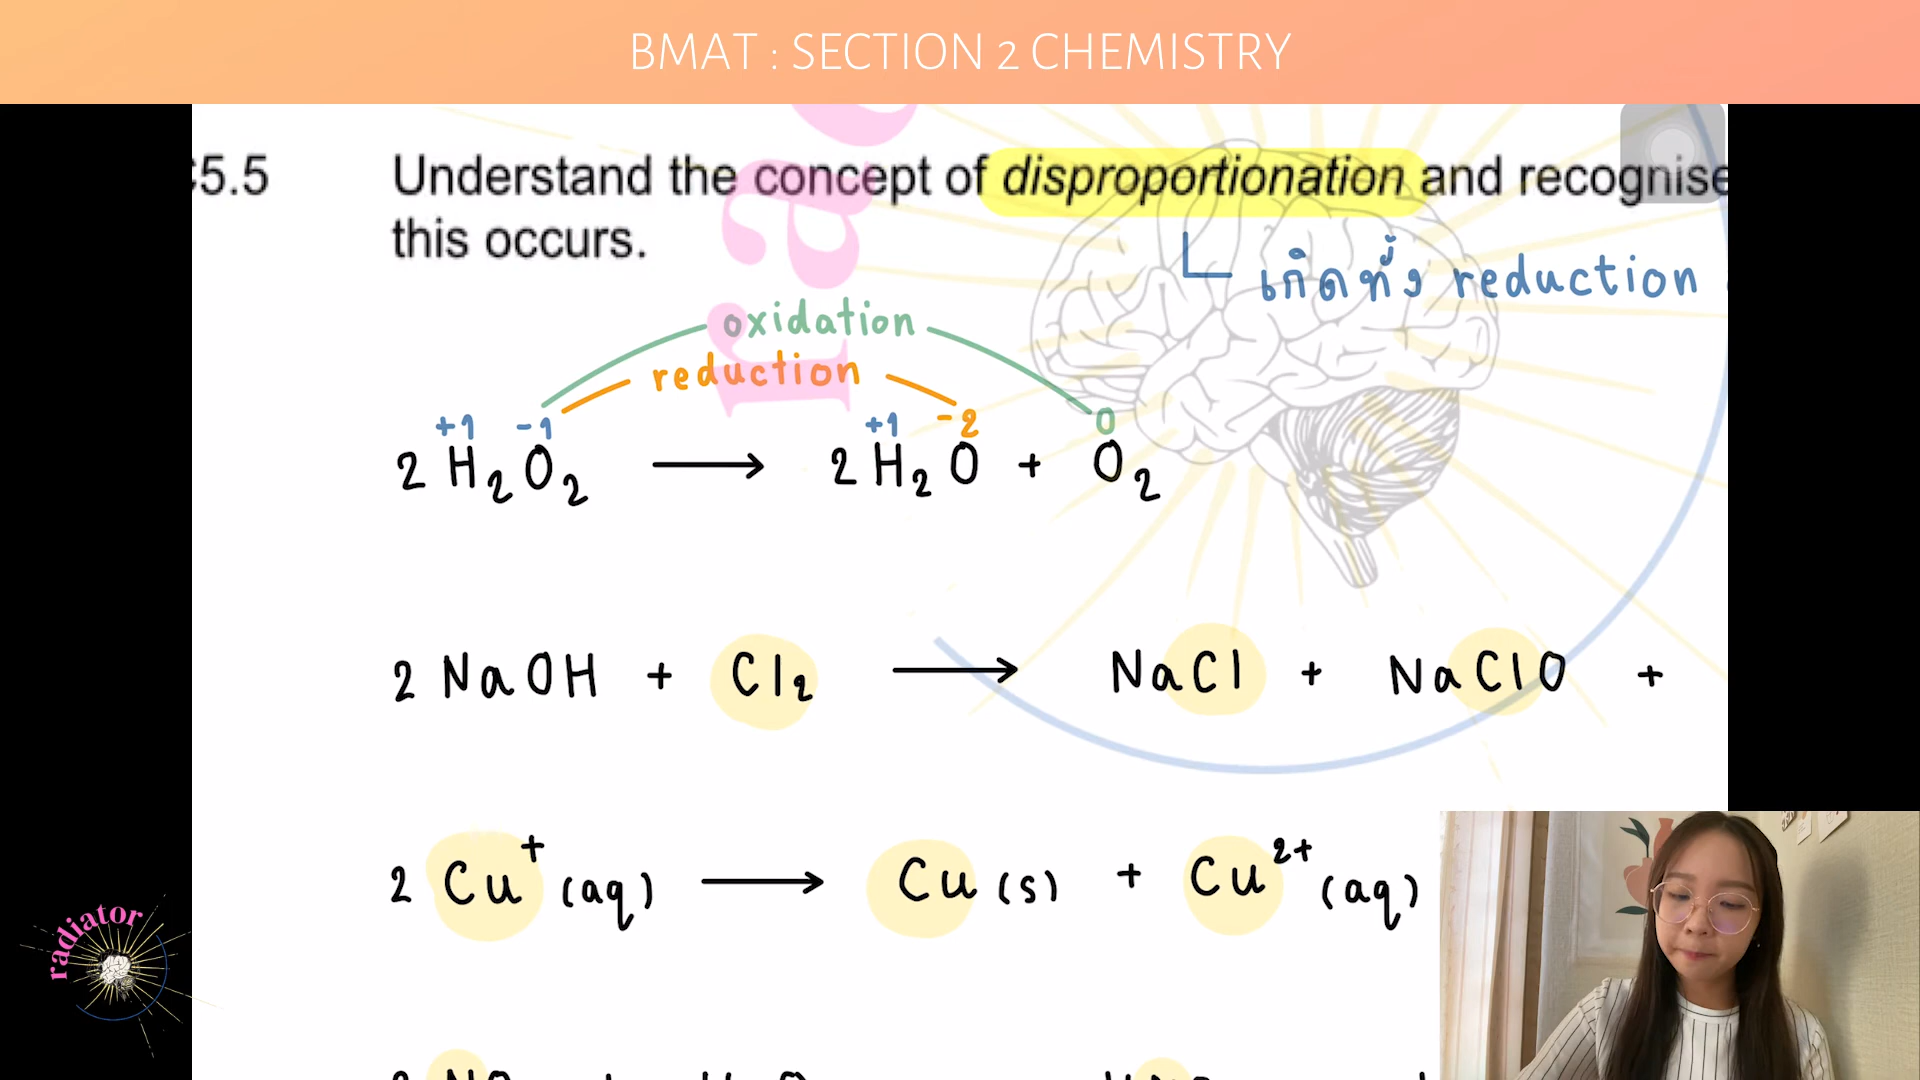 BMAT : SECTION 2 CHEMISTRY
C5.5 Understand the concept of disproportionation and recognise
this occurs.
เกิดทั้ง reduction
oxidation
reduction
+1 -1 +1 -2 0
2 H₂O₂ → 2 H₂O + O₂
2 NaOH + Cl₂ → NaCl + NaClO +
2 Cu⁺ (aq) → Cu (s) + Cu²⁺ (aq)
radiator